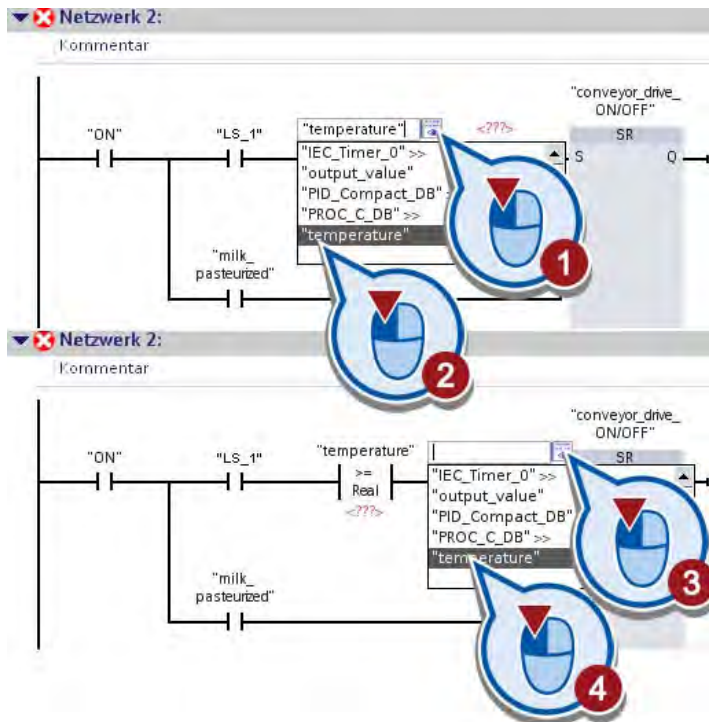 Netzwerk 2:
Kommentar
"conveyor_drive_
ON/OFF"
"ON"
"LS_1"
"temperature"
<???>
SR
"IEC_Timer_0" >>
"output_value"
"PID_Compact_DB"
"PROC_C_DB" >>
"temperature"
S
Q
1
"milk_
pasteurized"
2
Netzwerk 2:
Kommentar
"conveyor_drive_
ON/OFF"
"ON"
"LS_1"
"temperature"
SR
>=
Real
<???>
"IEC_Timer_0" >>
"output_value"
"PID_Compact_DB"
"PROC_C_DB" >>
"temperature"
3
"milk_
pasteurized"
4